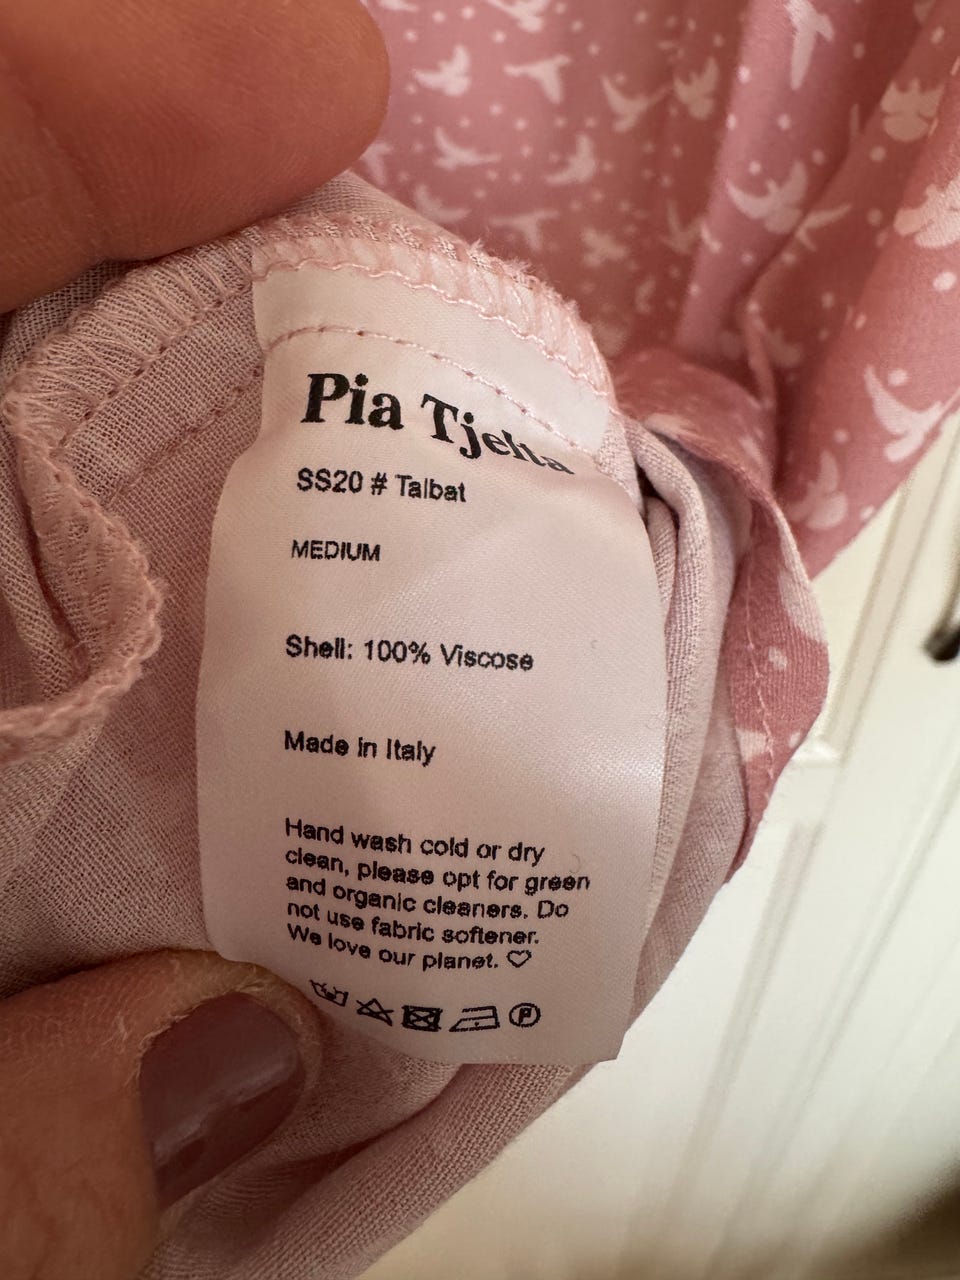 Pia Tjelta
SS20 # Talbat
MEDIUM
Shell: 100% Viscose
Made in Italy
Hand wash cold or dry
clean, please opt for green
and organic cleaners. Do
not use fabric softener.
We love our planet. ♡
P